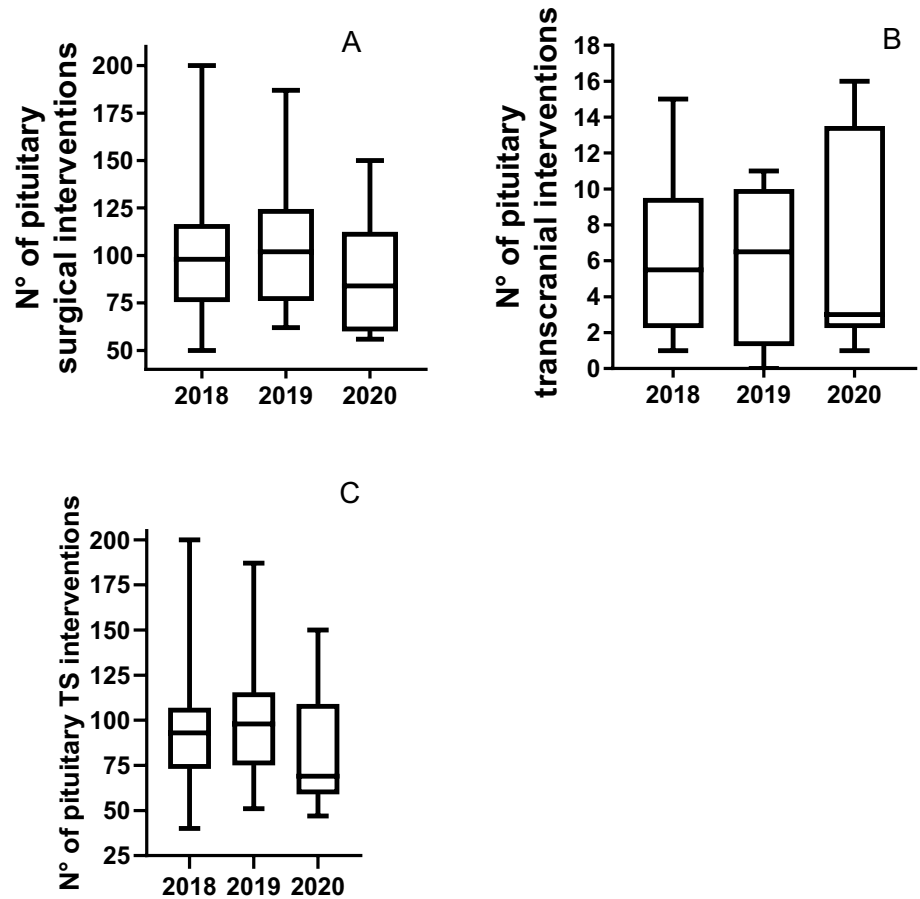 A
N° of pituitary
surgical interventions
200
175
150
125
100
75
50
2018 2019 2020
B
N° of pituitary
transcranial interventions
18
16
14
12
10
8
6
4
2
0
2018 2019 2020
C
N° of pituitary TS interventions
200
175
150
125
100
75
50
25
2018 2019 2020